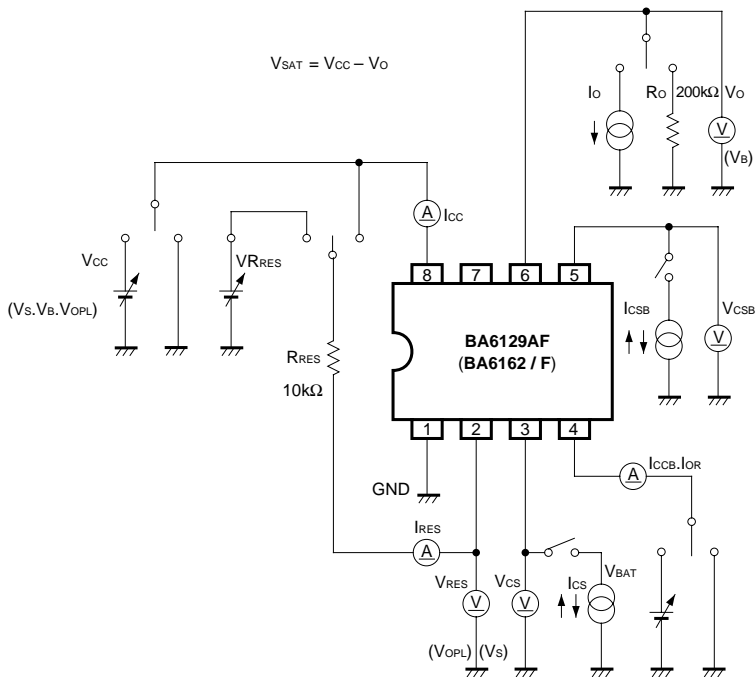 VSAT = VCC – VO
IO
RO 200kΩ VO
V
(VB)
A ICC
VCC
VRRES
(VS.VB.VOPL)
8 7 6 5
ICSB
VCSB
V
BA6129AF
(BA6162 / F)
RRES
10kΩ
1 2 3 4
ICCB.IOR
A
GND
IRES
A
VRES
VCS
ICS
VBAT
V
V
(VOPL) (VS)